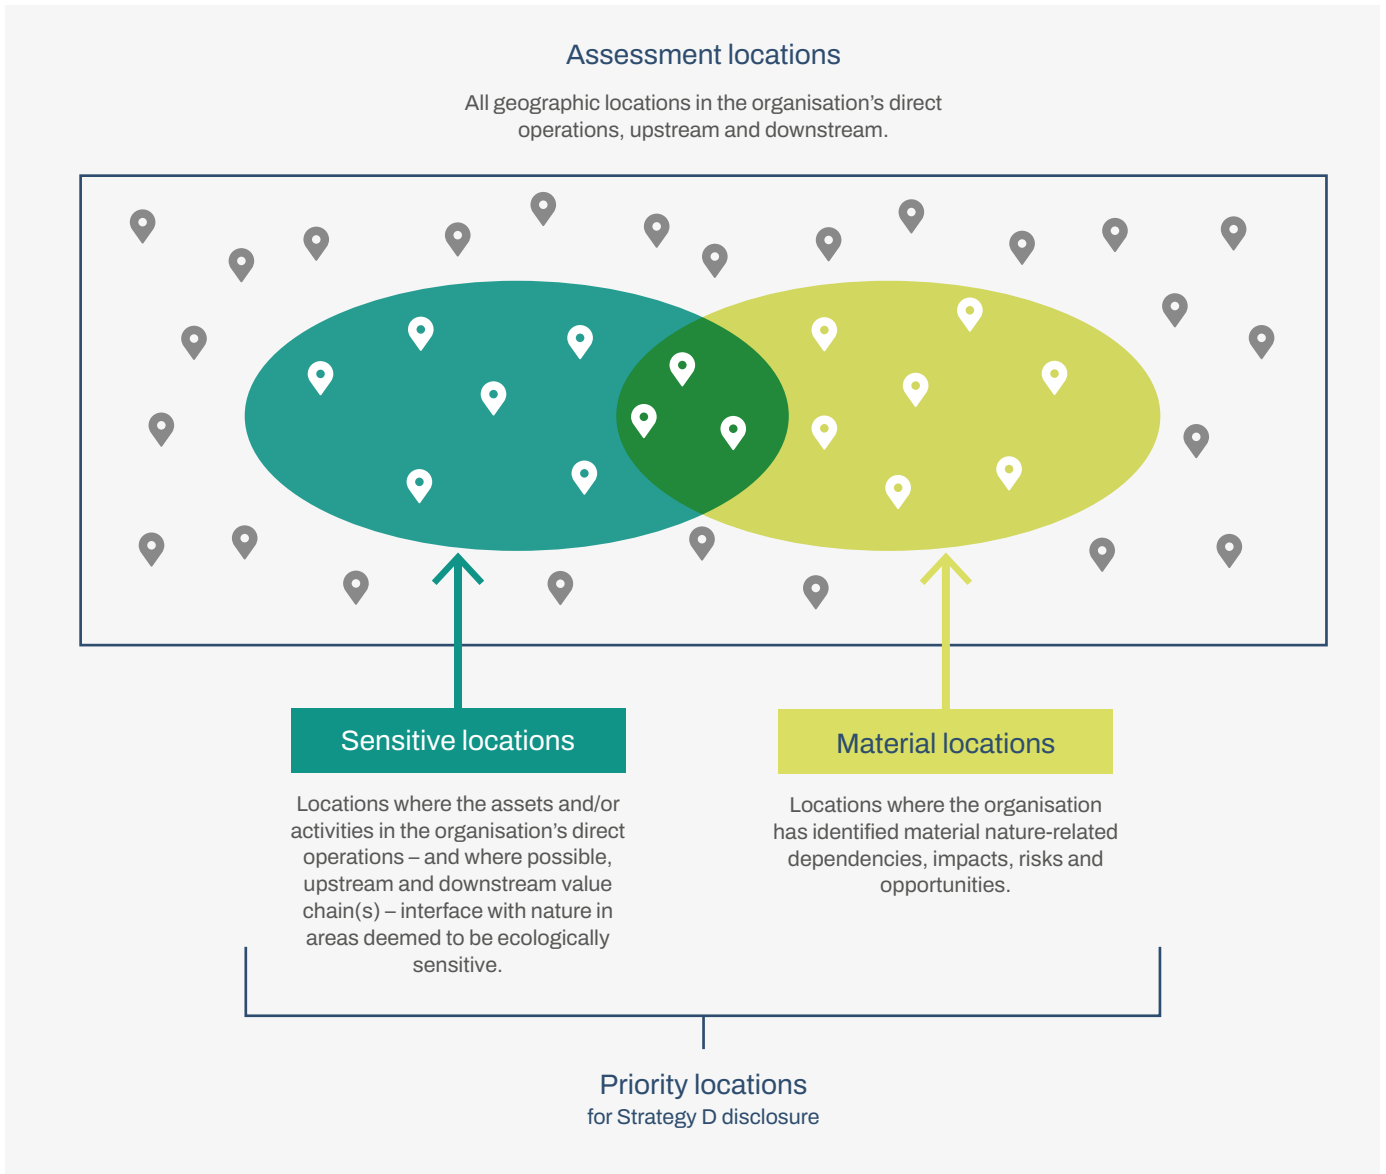 Assessment locations
All geographic locations in the organisation’s direct
operations, upstream and downstream.
Sensitive locations
Locations where the assets and/or
activities in the organisation’s direct
operations – and where possible,
upstream and downstream value
chain(s) – interface with nature in
areas deemed to be ecologically
sensitive.
Material locations
Locations where the organisation
has identified material nature-related
dependencies, impacts, risks and
opportunities.
Priority locations
for Strategy D disclosure